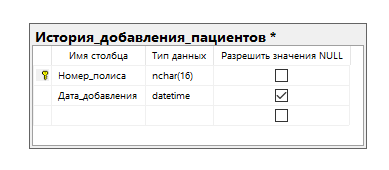 История_добавления_пациентов *
Имя столбца Тип данных Разрешить значения NULL
Номер_полиса nchar(16)
Дата_добавления datetime